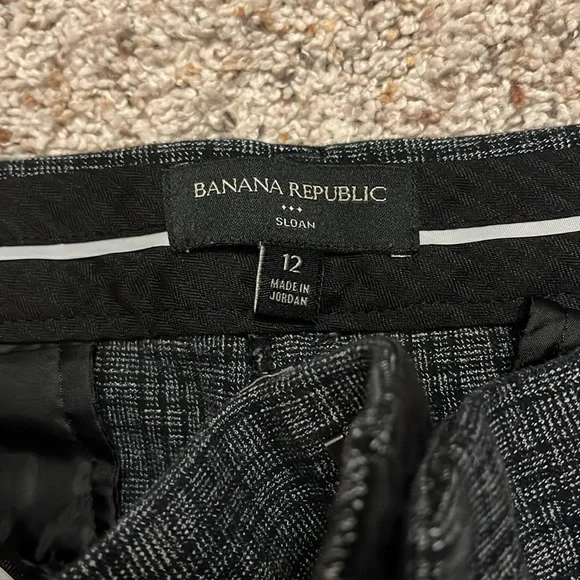 BANANA REPUBLIC
SLOAN
12
MADE IN
JORDAN